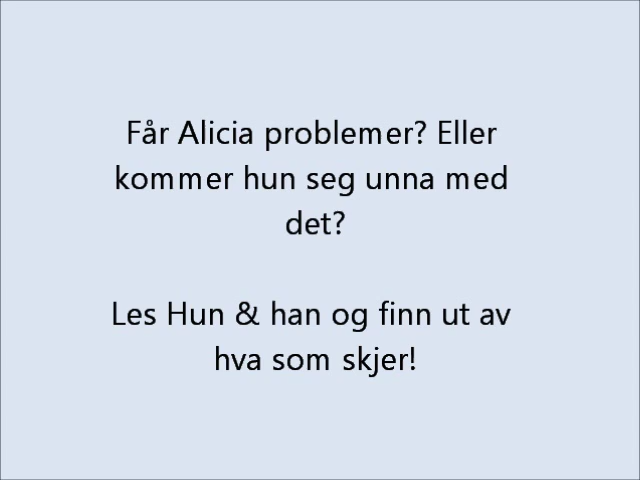 Får Alicia problemer? Eller
kommer hun seg unna med
det?
Les Hun & han og finn ut av
hva som skjer!